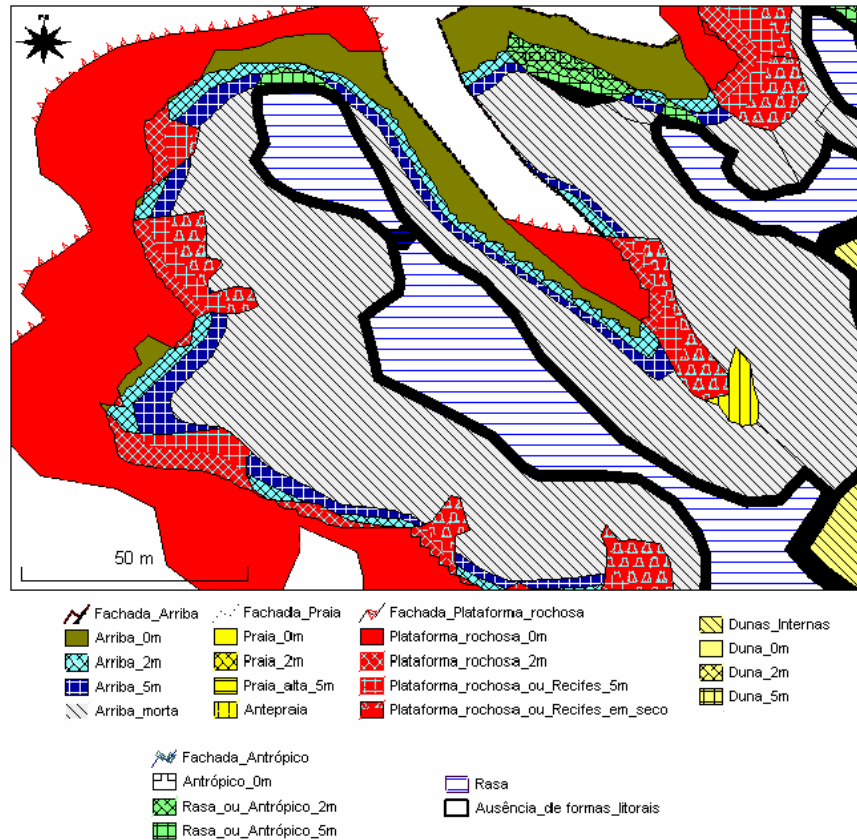 50 m
Fachada_Arriba
Fachada_Praia
Fachada_Plataforma_rochosa
Arriba_0m
Praia_0m
Plataforma_rochosa_0m
Dunas_Internas
Arriba_2m
Praia_2m
Plataforma_rochosa_2m
Duna_0m
Arriba_5m
Praia_alta_5m
Plataforma_rochosa_ou_Recifes_5m
Duna_2m
Arriba_morta
Antepraia
Plataforma_rochosa_ou_Recifes_em_seco
Duna_5m
Fachada_Antrópico
Antrópico_0m
Rasa
Rasa_ou_Antrópico_2m
Ausência_de_formas_litorais
Rasa_ou_Antrópico_5m